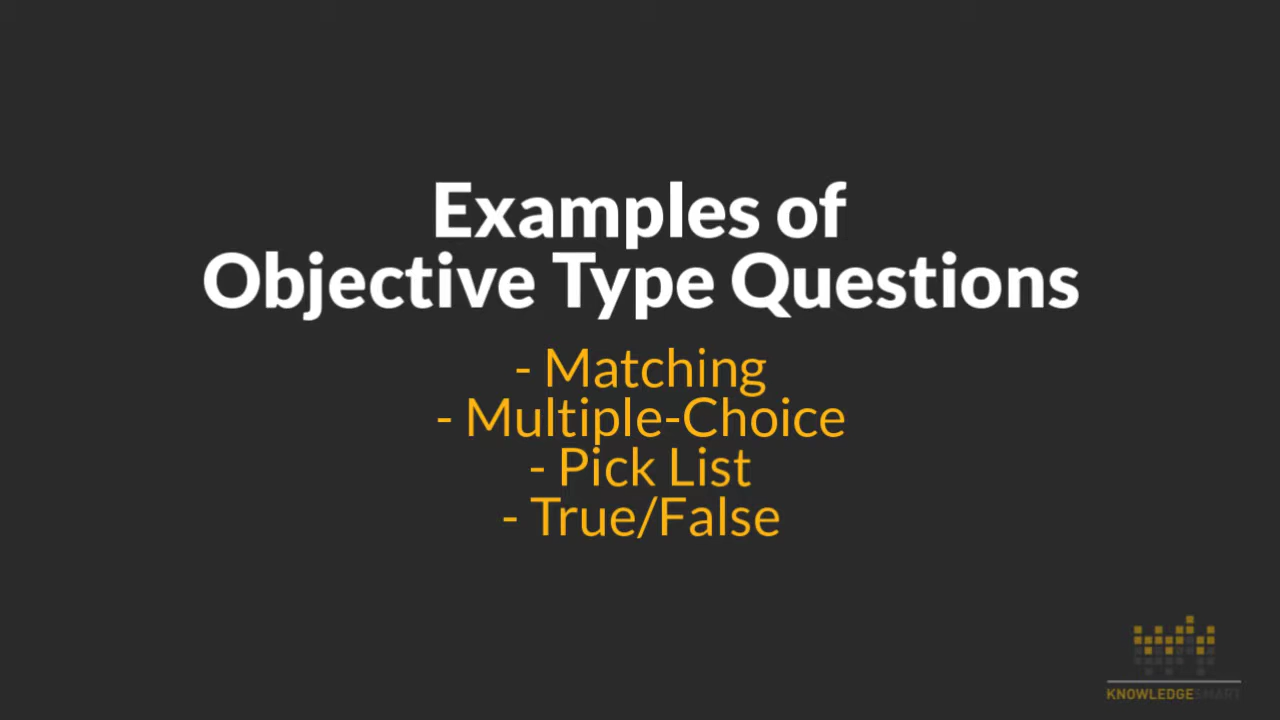 Examples of
Objective Type Questions
- Matching
- Multiple-Choice
- Pick List
- True/False
KNOWLEDGESMART